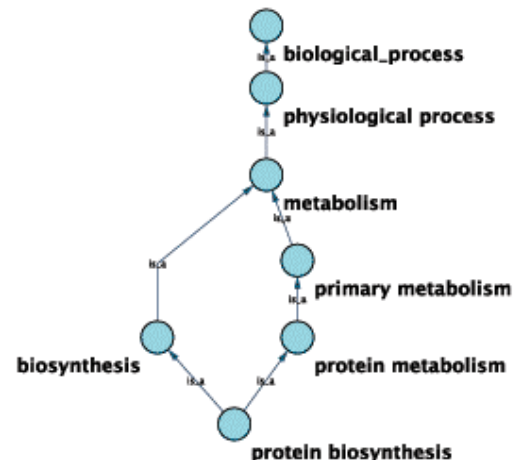 is_a
biological_process
physiological process
is_a
metabolism
is_a
is_a
primary metabolism
is_a
biosynthesis
protein metabolism
is_a
is_a
protein biosynthesis